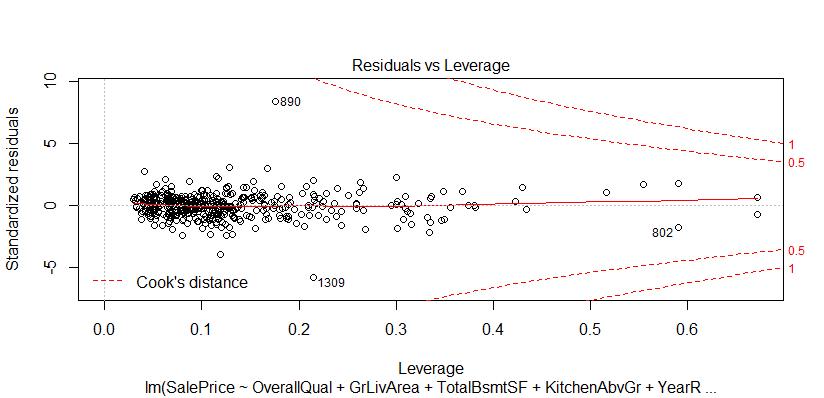 Residuals vs Leverage
Standardized residuals
10
5
0
-5
890
1309
802
1
0.5
0.5
1
Cook's distance
0.0 0.1 0.2 0.3 0.4 0.5 0.6
Leverage
lm(SalePrice ~ OverallQual + GrLivArea + TotalBsmtSF + KitchenAbvGr + YearR ...